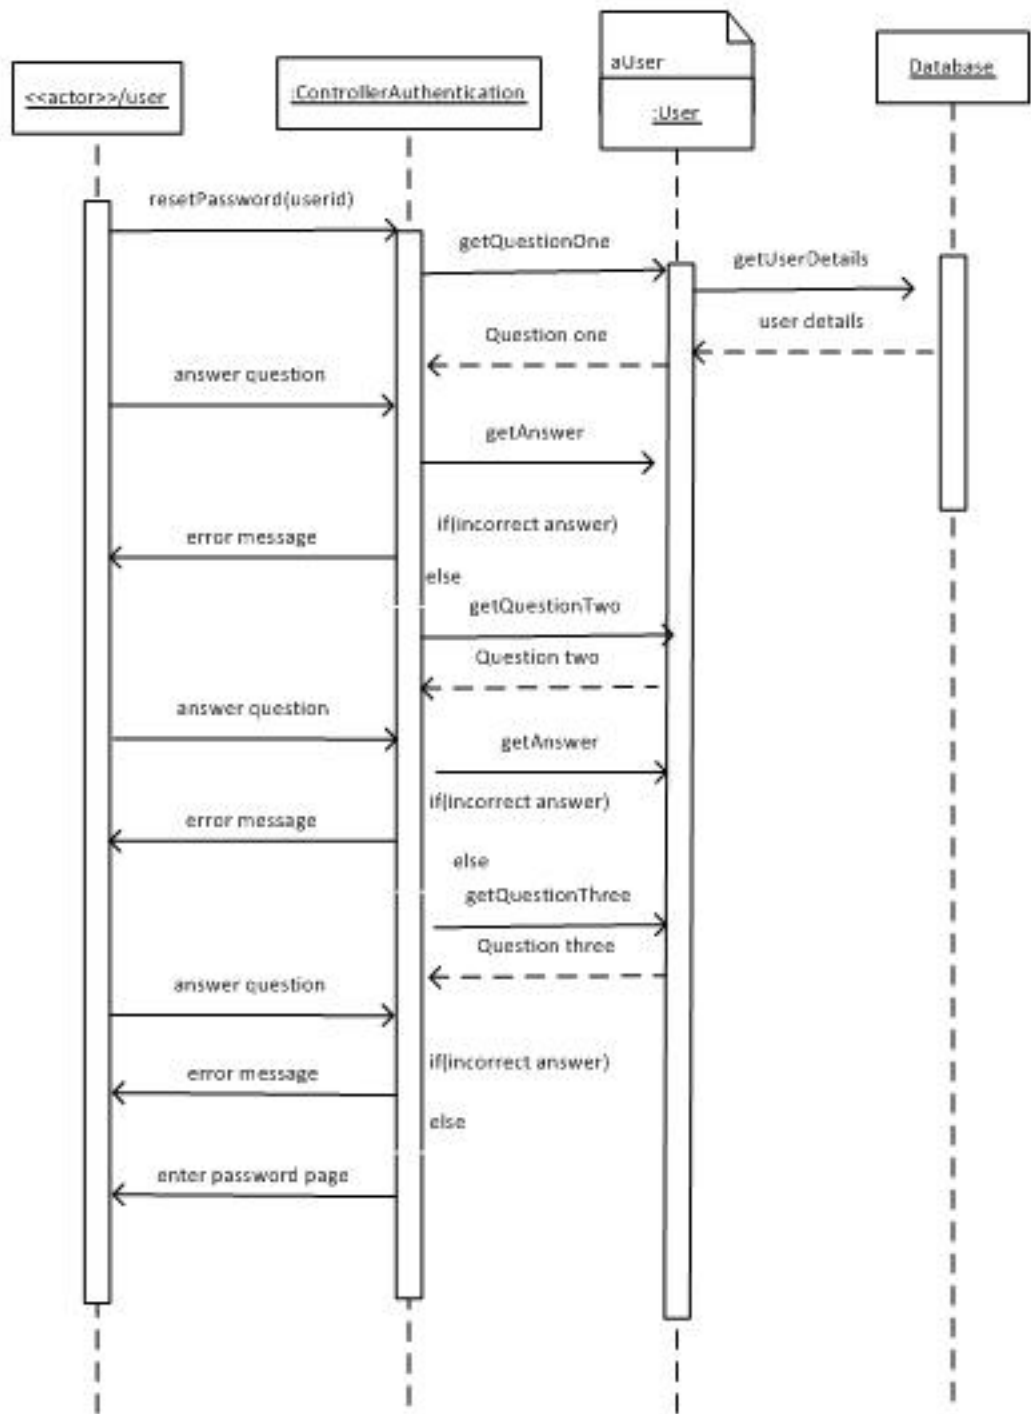 <<actor>>/user
:ControllerAuthentication
aUser
:User
Database
resetPassword(userid)
getQuestionOne
getUserDetails
user details
Question one
answer question
getAnswer
if(incorrect answer)
error message
else
getQuestionTwo
Question two
answer question
getAnswer
if(incorrect answer)
error message
else
getQuestionThree
Question three
answer question
if(incorrect answer)
error message
else
enter password page